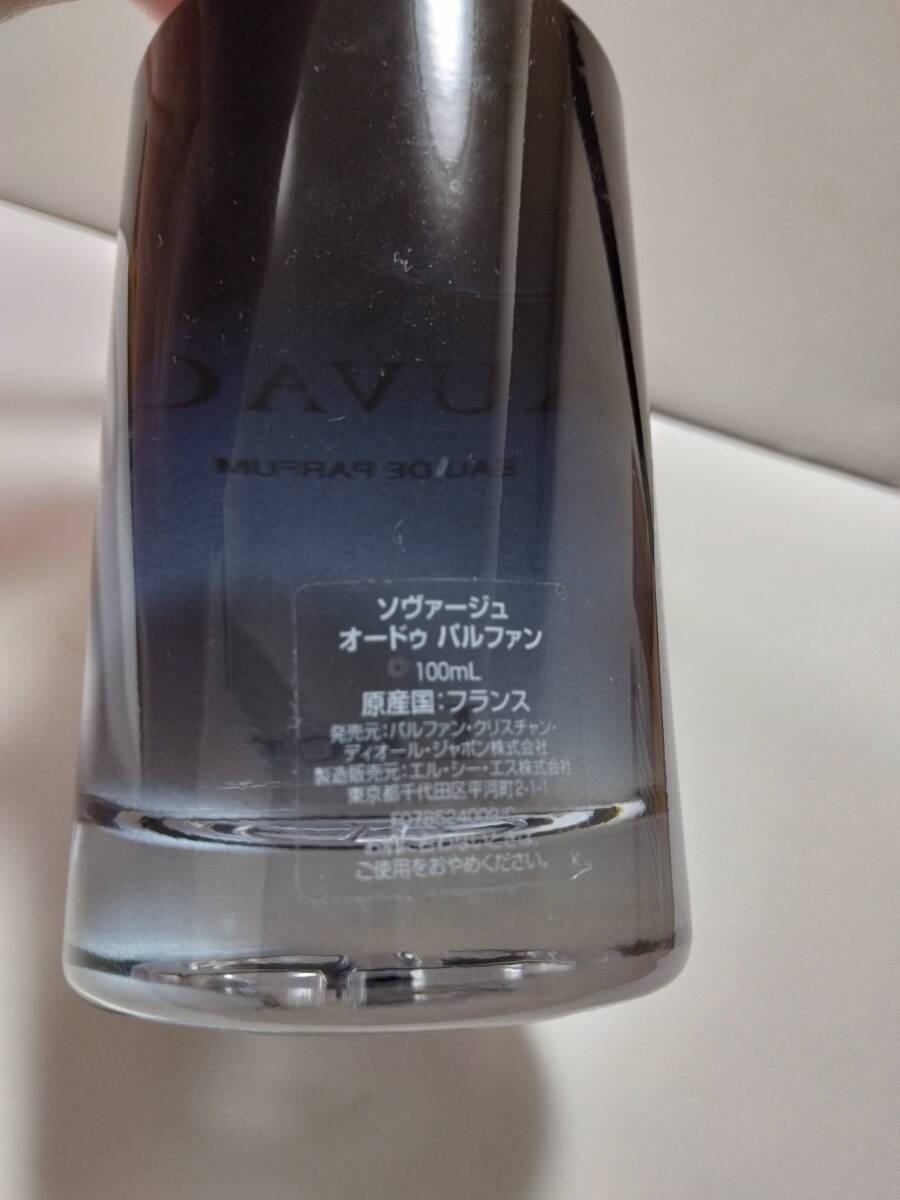 EAU DE PARFUM
ソヴァージュ
オードゥ パルファン
100mL
原産国:フランス
発売元:パルファン・クリスチャン・
ディオール・ジャポン株式会社
製造販売元:エル・シー・エス株式会社
東京都千代田区平河町2-1-1
ご使用をおやめください。